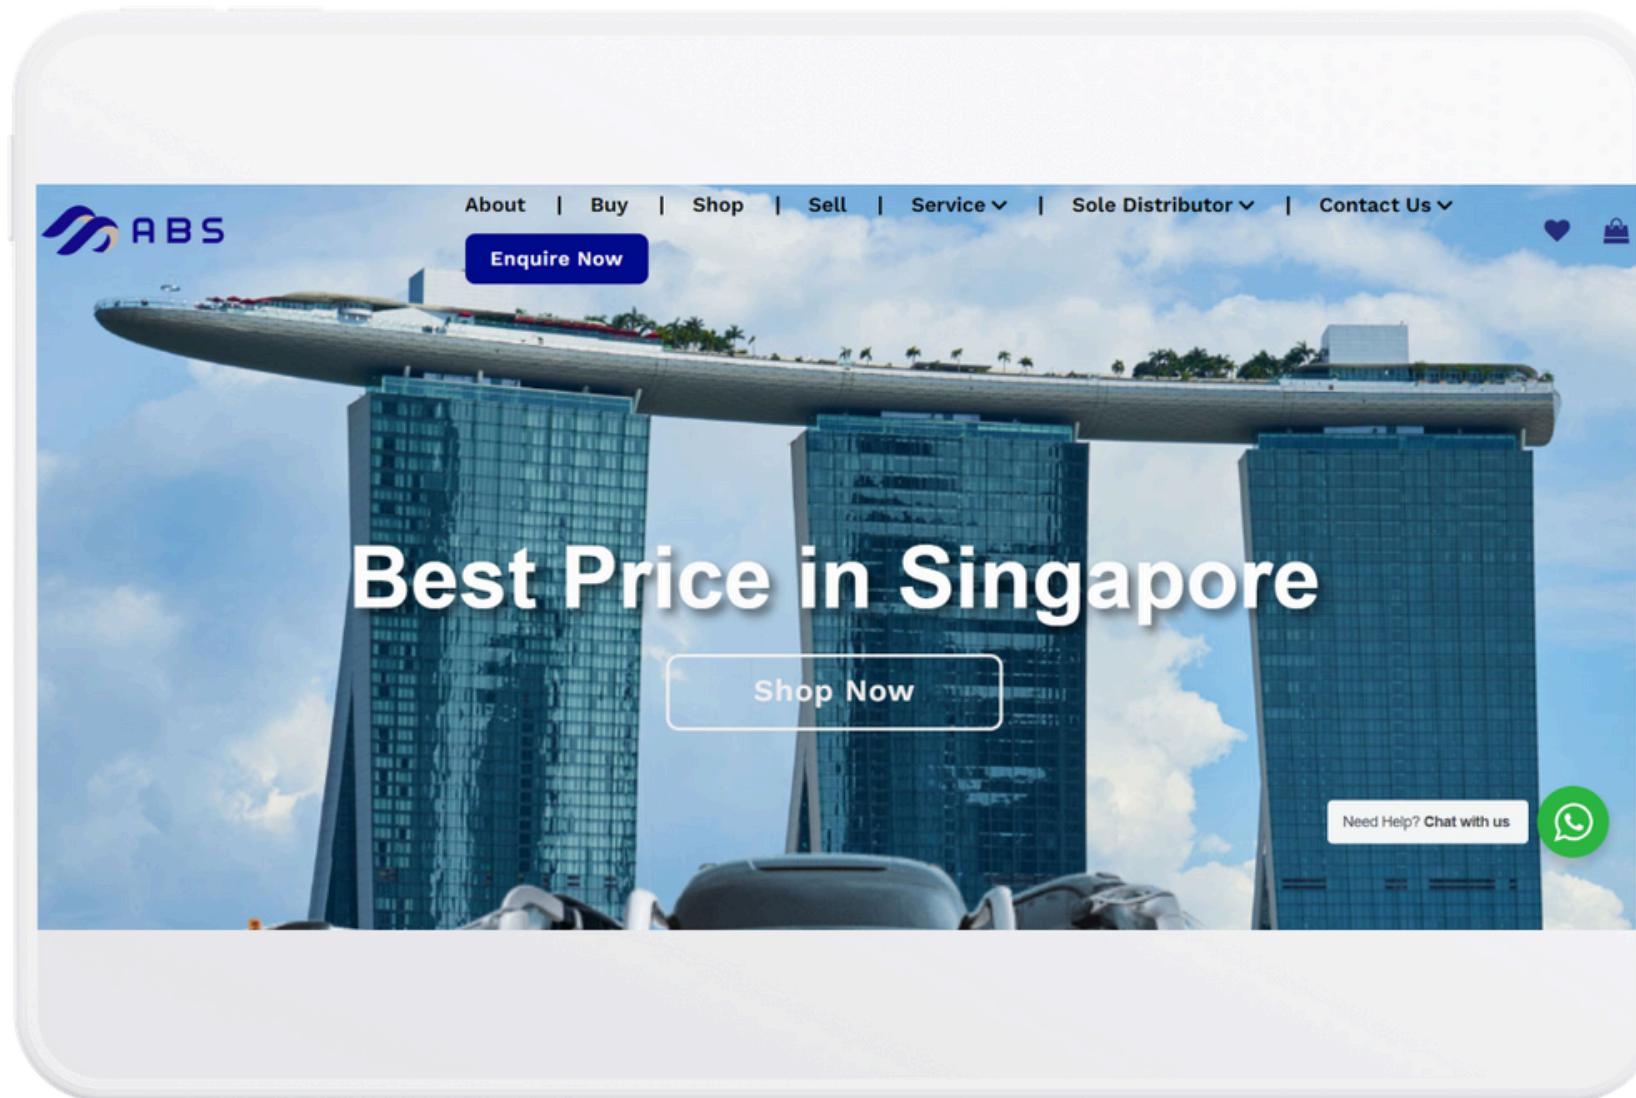 ABS
About | Buy | Shop | Sell | Service | Sole Distributor | Contact Us
Enquire Now
Best Price in Singapore
Shop Now
Need Help? Chat with us